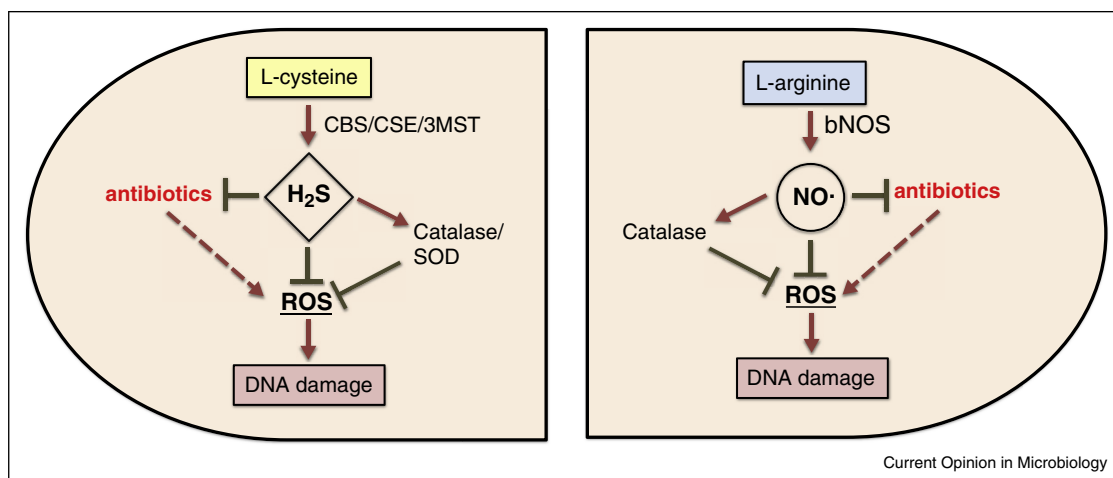 L-cysteine
CBS/CSE/3MST
antibiotics
H₂S
Catalase/
SOD
ROS
DNA damage
L-arginine
bNOS
NO·
antibiotics
Catalase
ROS
DNA damage
Current Opinion in Microbiology